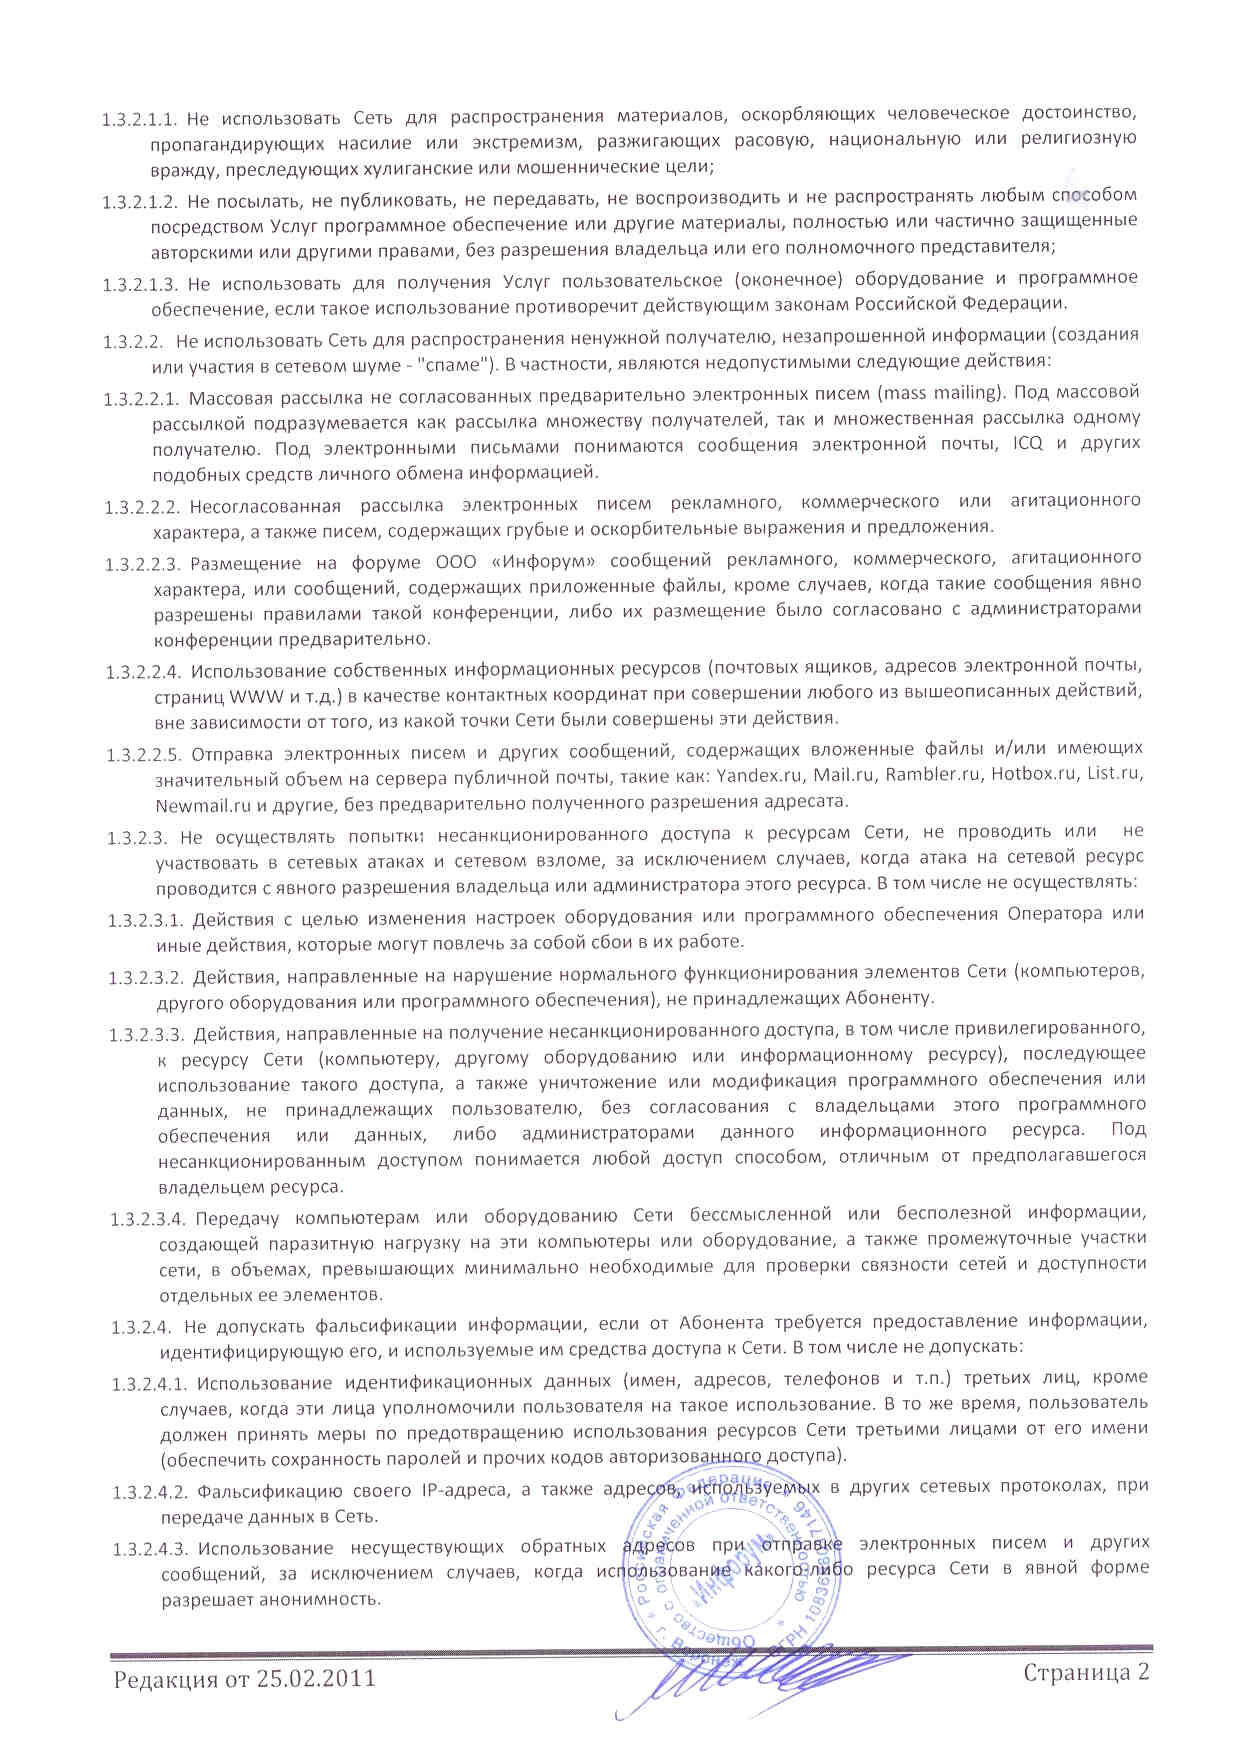 1.3.2.1.1. Не использовать Сеть для распространения материалов, оскорбляющих человеческое достоинство,
пропагандирующих насилие или экстремизм, разжигающих расовую, национальную или религиозную
вражду, преследующих хулиганские или мошеннические цели;
1.3.2.1.2. Не посылать, не публиковать, не передавать, не воспроизводить и не распространять любым способом
посредством Услуг программное обеспечение или другие материалы, полностью или частично защищенные
авторскими или другими правами, без разрешения владельца или его полномочного представителя;
1.3.2.1.3. Не использовать для получения Услуг пользовательское (оконечное) оборудование и программное
обеспечение, если такое использование противоречит действующим законам Российской Федерации.
1.3.2.2. Не использовать Сеть для распространения ненужной получателю, незапрошенной информации (создания
или участия в сетевом шуме - "спаме"). В частности, являются недопустимыми следующие действия:
1.3.2.2.1. Массовая рассылка не согласованных предварительно электронных писем (mass mailing). Под массовой
рассылкой подразумевается как рассылка множеству получателей, так и множественная рассылка одному
получателю. Под электронными письмами понимаются сообщения электронной почты, ICQ и других
подобных средств личного обмена информацией.
1.3.2.2.2. Несогласованная рассылка электронных писем рекламного, коммерческого или агитационного
характера, а также писем, содержащих грубые и оскорбительные выражения и предложения.
1.3.2.2.3. Размещение на форуме ООО «Инфорум» сообщений рекламного, коммерческого, агитационного
характера, или сообщений, содержащих приложенные файлы, кроме случаев, когда такие сообщения явно
разрешены правилами такой конференции, либо их размещение было согласовано с администраторами
конференции предварительно.
1.3.2.2.4. Использование собственных информационных ресурсов (почтовых ящиков, адресов электронной почты,
страниц WWW и т.д.) в качестве контактных координат при совершении любого из вышеописанных действий,
вне зависимости от того, из какой точки Сети были совершены эти действия.
1.3.2.2.5. Отправка электронных писем и других сообщений, содержащих вложенные файлы и/или имеющих
значительный объем на сервера публичной почты, такие как: Yandex.ru, Mail.ru, Rambler.ru, Hotbox.ru, List.ru,
Newmail.ru и другие, без предварительно полученного разрешения адресата.
1.3.2.3. Не осуществлять попытки несанкционированного доступа к ресурсам Сети, не проводить или не
участвовать в сетевых атаках и сетевом взломе, за исключением случаев, когда атака на сетевой ресурс
проводится с явного разрешения владельца или администратора этого ресурса. В том числе не осуществлять:
1.3.2.3.1. Действия с целью изменения настроек оборудования или программного обеспечения Оператора или
иные действия, которые могут повлечь за собой сбои в их работе.
1.3.2.3.2. Действия, направленные на нарушение нормального функционирования элементов Сети (компьютеров,
другого оборудования или программного обеспечения), не принадлежащих Абоненту.
1.3.2.3.3. Действия, направленные на получение несанкционированного доступа, в том числе привилегированного,
к ресурсу Сети (компьютеру, другому оборудованию или информационному ресурсу), последующее
использование такого доступа, а также уничтожение или модификация программного обеспечения или
данных, не принадлежащих пользователю, без согласования с владельцами этого программного
обеспечения или данных, либо администраторами данного информационного ресурса. Под
несанкционированным доступом понимается любой доступ способом, отличным от предполагавшегося
владельцем ресурса.
1.3.2.3.4. Передачу компьютерам или оборудованию Сети бессмысленной или бесполезной информации,
создающей паразитную нагрузку на эти компьютеры или оборудование, а также промежуточные участки
сети, в объемах, превышающих минимально необходимые для проверки связности сетей и доступности
отдельных ее элементов.
1.3.2.4. Не допускать фальсификации информации, если от Абонента требуется предоставление информации,
идентифицирующую его, и используемые им средства доступа к Сети. В том числе не допускать:
1.3.2.4.1. Использование идентификационных данных (имен, адресов, телефонов и т.п.) третьих лиц, кроме
случаев, когда эти лица уполномочили пользователя на такое использование. В то же время, пользователь
должен принять меры по предотвращению использования ресурсов Сети третьими лицами от его имени
(обеспечить сохранность паролей и прочих кодов авторизованного доступа).
1.3.2.4.2. Фальсификацию своего IP-адреса, а также адресов, используемых в других сетевых протоколах, при
передаче данных в Сеть.
1.3.2.4.3. Использование несуществующих обратных адресов при отправке электронных писем и других
сообщений, за исключением случаев, когда использование какого-либо ресурса Сети в явной форме
разрешает анонимность.
Российская Федерация
г. Воронеж
Общество с ограниченной ответственностью
«Инфорум»
Редакция от 25.02.2011
Страница 2